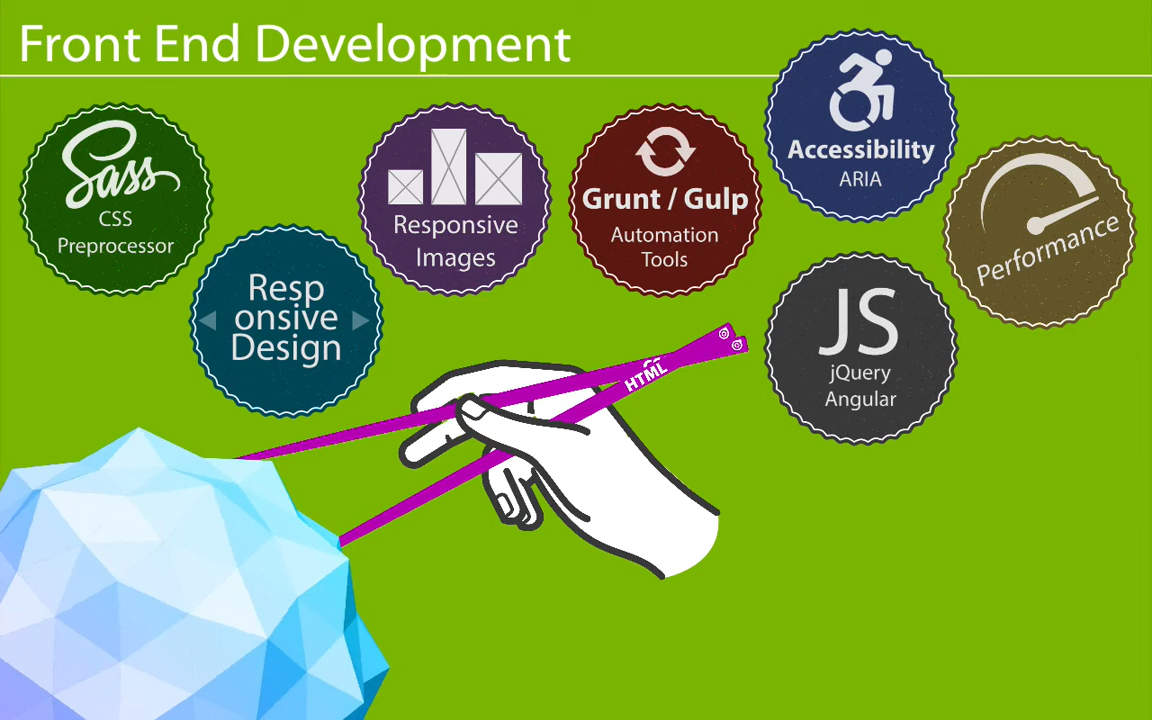 Front End Development
Sass
CSS
Preprocessor
Resp
onsive
Design
Responsive
Images
Grunt / Gulp
Automation
Tools
Accessibility
ARIA
Performance
JS
jQuery
Angular
HTML